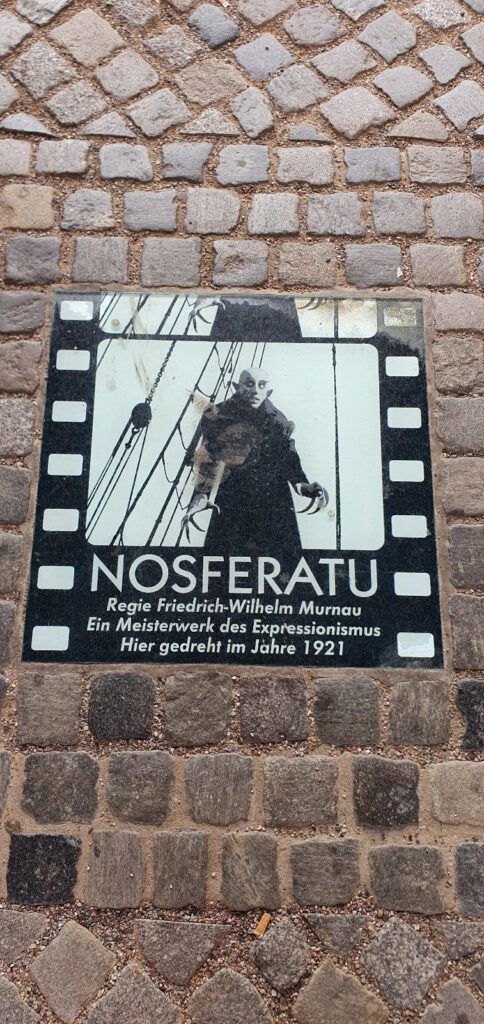 NOSFERATU
Regie Friedrich-Wilhelm Murnau
Ein Meisterwerk des Expressionismus
Hier gedreht im Jahre 1921